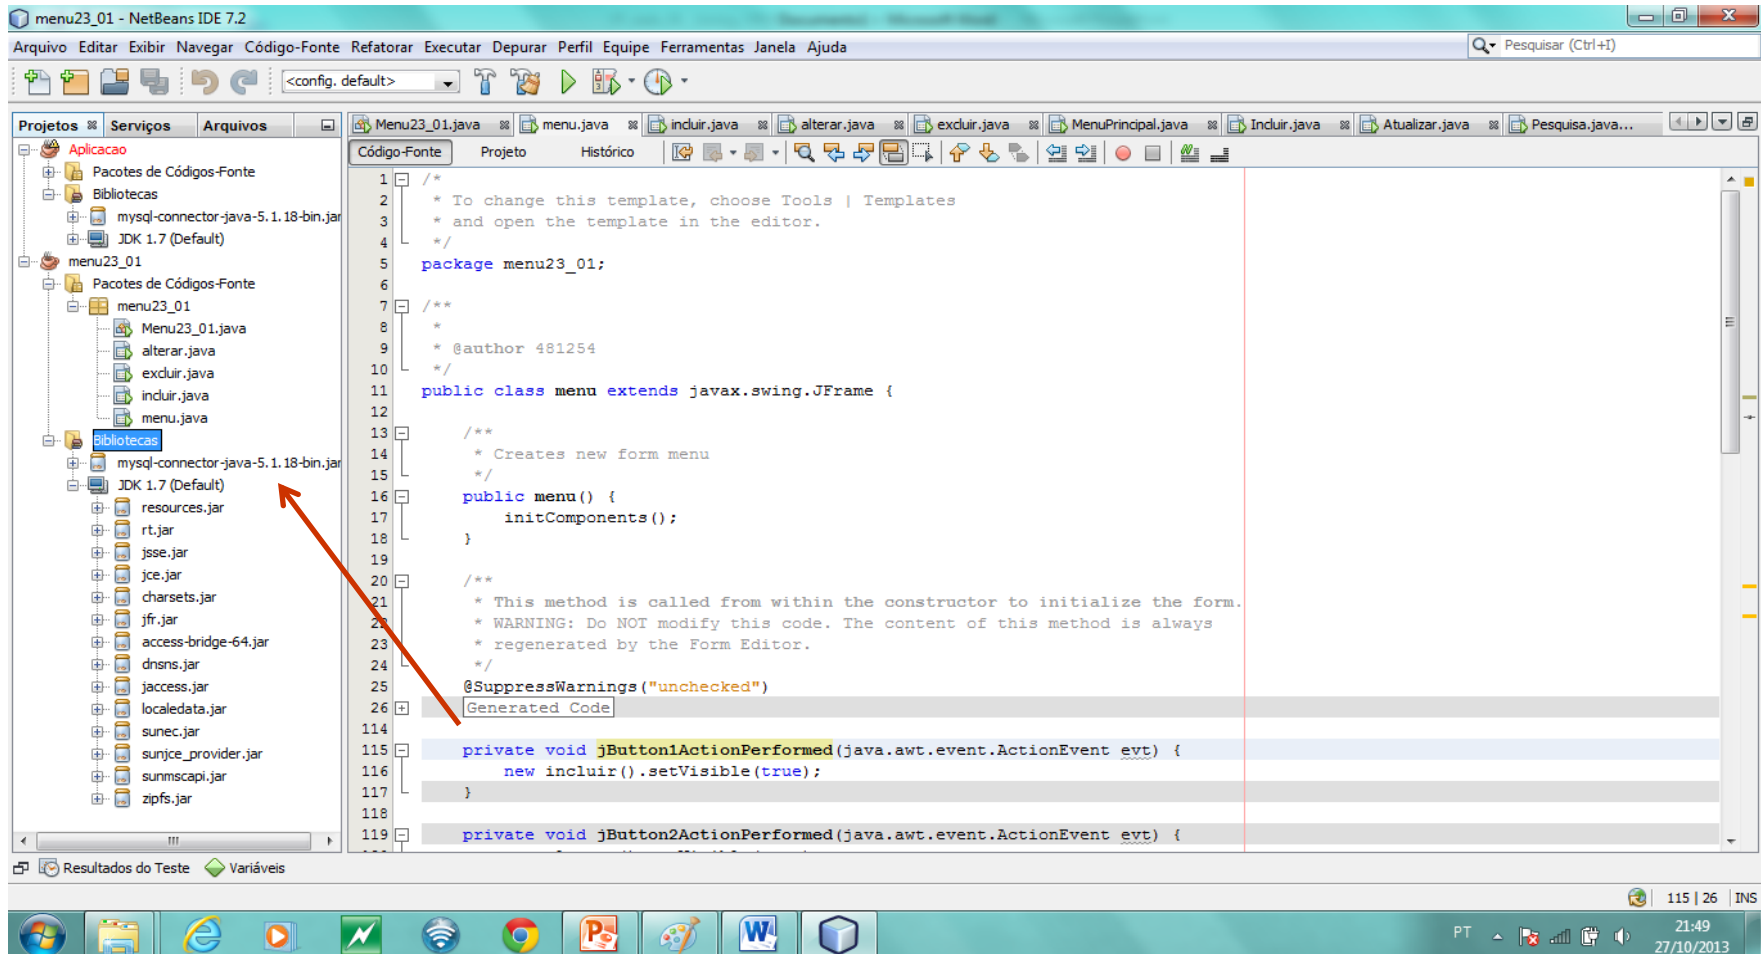 menu23_01 - NetBeans IDE 7.2
Arquivo Editar Exibir Navegar Código-Fonte Refatorar Executar Depurar Perfil Equipe Ferramentas Janela Ajuda
Pesquisar (Ctrl+I)
<config. default>
Projetos Serviços Arquivos
Menu23_01.java menu.java incluir.java alterar.java excluir.java MenuPrincipal.java Incluir.java Atualizar.java Pesquisa.java...
Código-Fonte Projeto Histórico
Aplicacao
Pacotes de Códigos-Fonte
Bibliotecas
mysql-connector-java-5.1.18-bin.jar
JDK 1.7 (Default)
menu23_01
Pacotes de Códigos-Fonte
menu23_01
Menu23_01.java
alterar.java
excluir.java
incluir.java
menu.java
Bibliotecas
mysql-connector-java-5.1.18-bin.jar
JDK 1.7 (Default)
resources.jar
rt.jar
jsse.jar
jce.jar
charsets.jar
jfr.jar
access-bridge-64.jar
dnsns.jar
jaccess.jar
localedata.jar
sunec.jar
sunjce_provider.jar
sunmscapi.jar
zipfs.jar
1 /*
2 * To change this template, choose Tools | Templates
3 * and open the template in the editor.
4 */
5 package menu23_01;
6
7 /**
8 *
9 * @author 481254
10 */
11 public class menu extends javax.swing.JFrame {
12
13 /**
14 * Creates new form menu
15 */
16 public menu() {
17 initComponents();
18 }
19
20 /**
21 * This method is called from within the constructor to initialize the form.
22 * WARNING: Do NOT modify this code. The content of this method is always
23 * regenerated by the Form Editor.
24 */
25 @SuppressWarnings("unchecked")
26 Generated Code
114
115 private void jButton1ActionPerformed(java.awt.event.ActionEvent evt) {
116 new incluir().setVisible(true);
117 }
118
119 private void jButton2ActionPerformed(java.awt.event.ActionEvent evt) {
Resultados do Teste Variáveis
115 | 26 INS
PT
21:49
27/10/2013